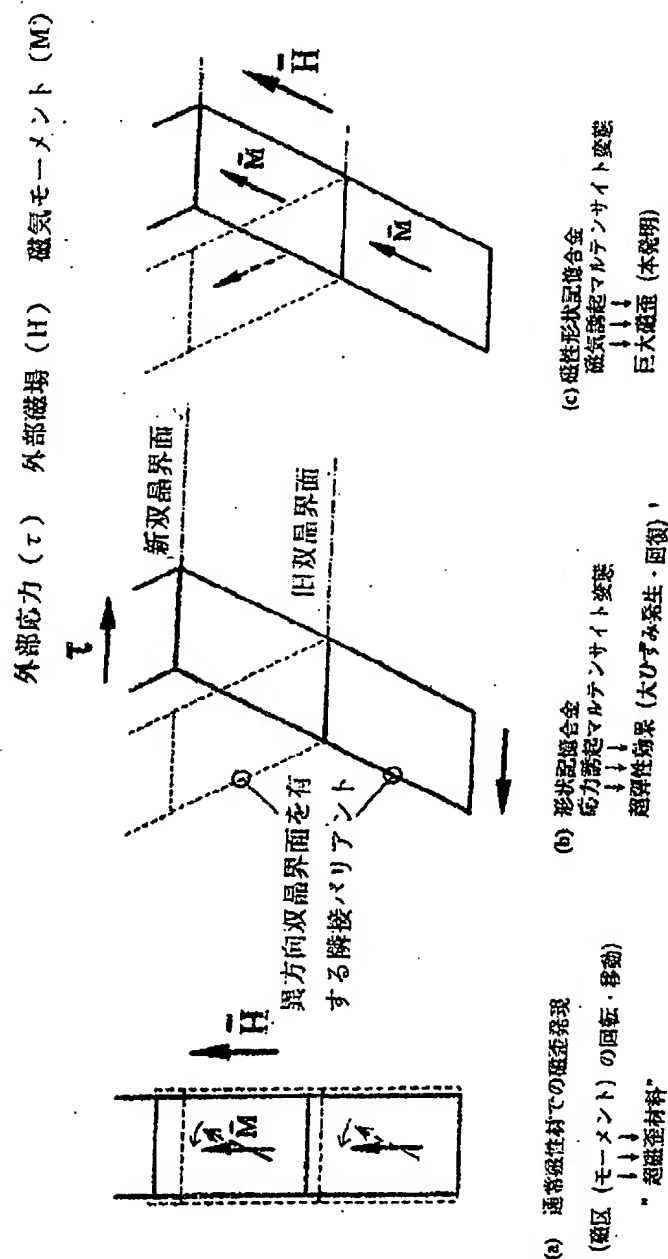 外部応力（τ） 外部磁場（H） 磁気モーメント（M）
H
M
異方向双晶界面を有
する隣接バリアント
τ
新双晶界面
旧双晶界面
H
M
M
(a) 通常磁性材での磁歪発現
(磁区（モーメント）の回転・移動)
↓↓↓
"超磁歪材料"
(b) 形状記憶合金
応力誘起マルテンサイト変態
↓↓↓
超弾性効果（大ひずみ発生・回復）
(c) 磁性形状記憶合金
磁気誘起マルテンサイト変態
↓↓↓
巨大磁歪（本発明）